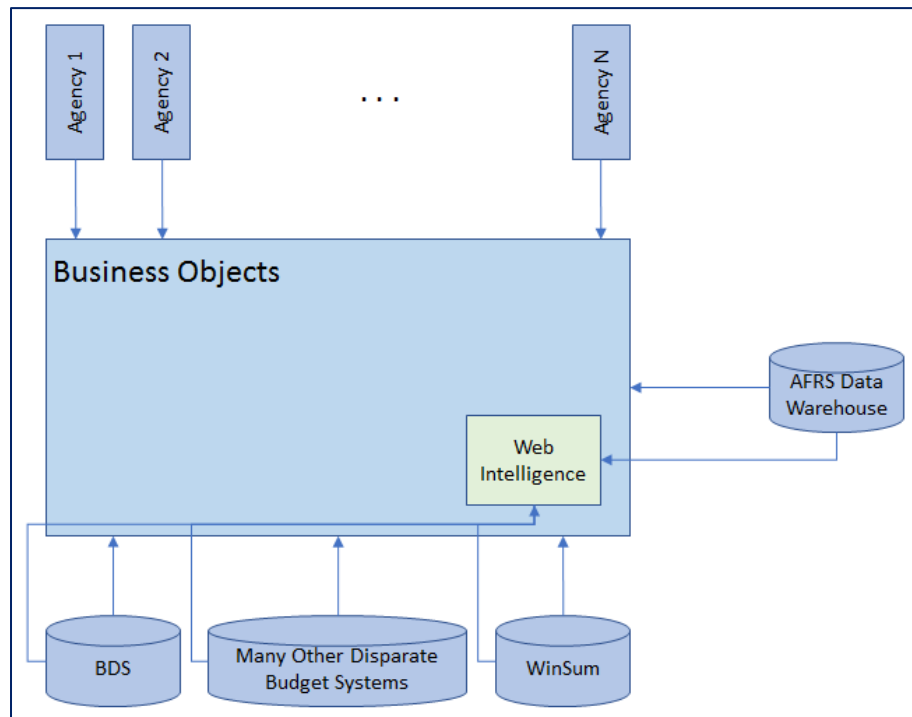 Agency 1
Agency 2
. . .
Agency N
Business Objects
AFRS Data
Warehouse
Web
Intelligence
BDS
Many Other Disparate
Budget Systems
WinSum